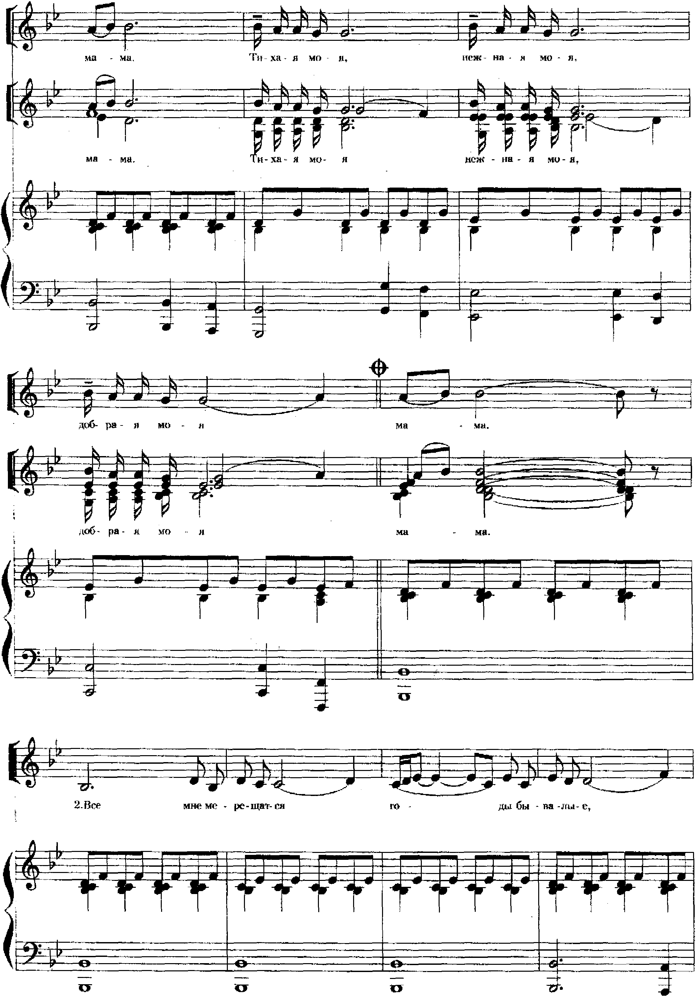 ма - ма. Ти - ха - я мо - я, неж - на - я мо - я,
ма - ма. Ти - ха - я мо - я неж - на - я мо - я,
доб - ра - я мо - я ма - ма.
доб - ра - я мо - я ма - ма.
2.Все мне ме - ре - щат - ся го - ды бы - ва - лы - е,